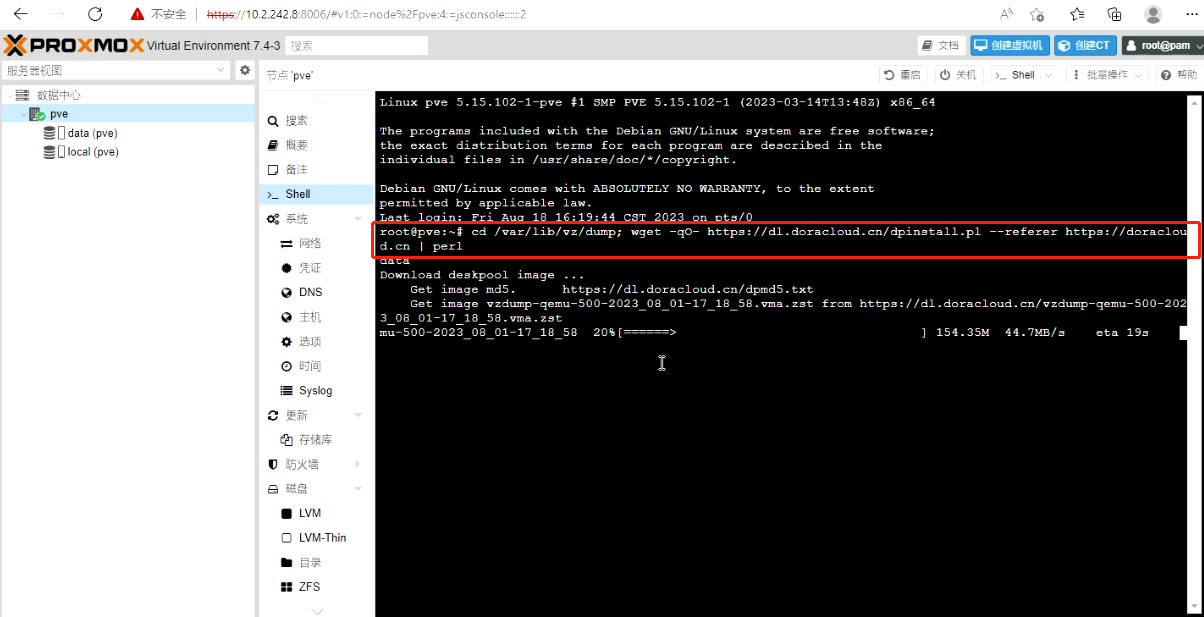 不安全 https://10.2.242.8:8006/#v1:0:=node%2Fpve:4:=jsconsole::::::2
PROXMOX Virtual Environment 7.4-3 搜索 文档 创建虚拟机 创建CT root@pam
服务器视图 节点 'pve' 重启 关机 >_ Shell 批量操作 帮助
数据中心
pve
data (pve)
local (pve)
搜索
概要
备注
>_ Shell
系统
网络
凭证
DNS
主机
选项
时间
Syslog
更新
存储库
防火墙
磁盘
LVM
LVM-Thin
目录
ZFS
Linux pve 5.15.102-1-pve #1 SMP PVE 5.15.102-1 (2023-03-14T13:48Z) x86_64
The programs included with the Debian GNU/Linux system are free software;
the exact distribution terms for each program are described in the
individual files in /usr/share/doc/*/copyright.
Debian GNU/Linux comes with ABSOLUTELY NO WARRANTY, to the extent
permitted by applicable law.
Last login: Fri Aug 18 16:19:44 CST 2023 on pts/0
root@pve:~# cd /var/lib/vz/dump; wget -qO- https://dl.doracloud.cn/dpinstall.pl --referer https://doraclou
d.cn | perl
data
Download deskpool image ...
Get image md5. https://dl.doracloud.cn/dpmd5.txt
Get image vzdump-qemu-500-2023_08_01-17_18_58.vma.zst from https://dl.doracloud.cn/vzdump-qemu-500-202
3_08_01-17_18_58.vma.zst
mu-500-2023_08_01-17_18_58 20%[======> ] 154.35M 44.7MB/s eta 19s